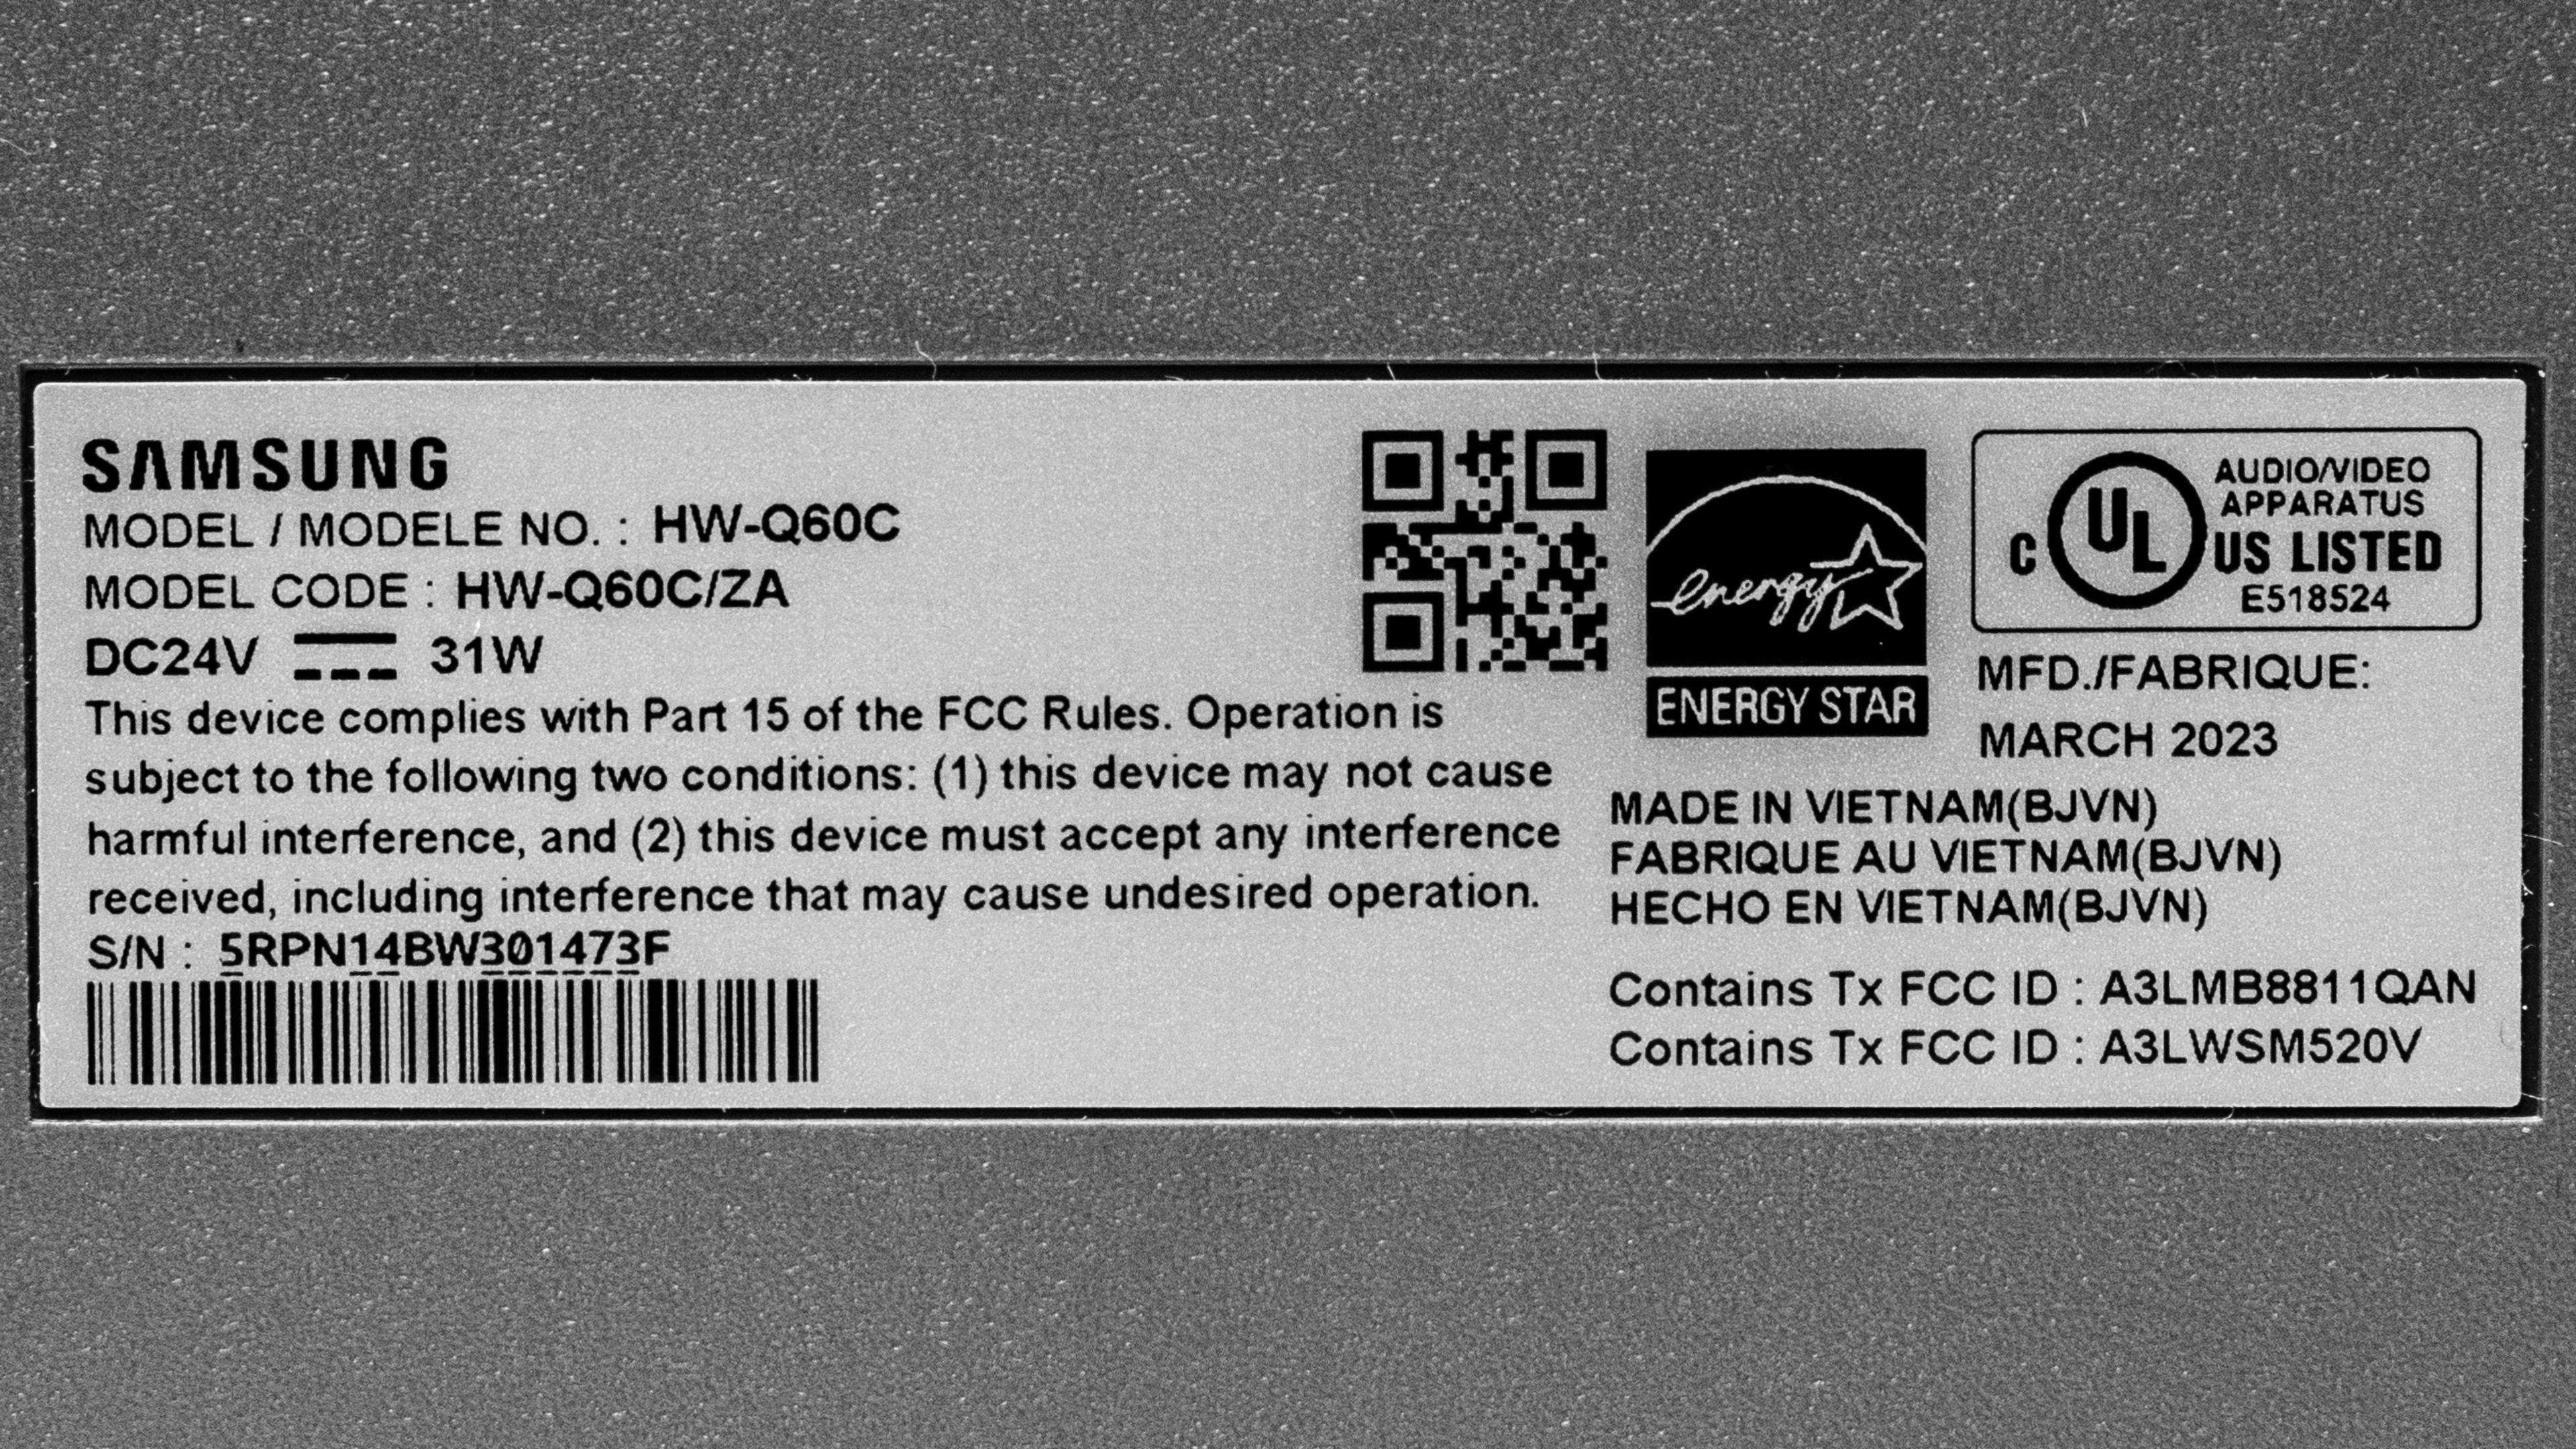 SAMSUNG
MODEL / MODELE NO. : HW-Q60C
MODEL CODE : HW-Q60C/ZA
DC24V 31W
This device complies with Part 15 of the FCC Rules. Operation is
subject to the following two conditions: (1) this device may not cause
harmful interference, and (2) this device must accept any interference
received, including interference that may cause undesired operation.
S/N : 5RPN14BW301473F
energy
ENERGY STAR
C UL US LISTED
AUDIO/VIDEO
APPARATUS
E518524
MFD./FABRIQUE:
MARCH 2023
MADE IN VIETNAM(BJVN)
FABRIQUE AU VIETNAM(BJVN)
HECHO EN VIETNAM(BJVN)
Contains Tx FCC ID : A3LMB8811QAN
Contains Tx FCC ID : A3LWSM520V